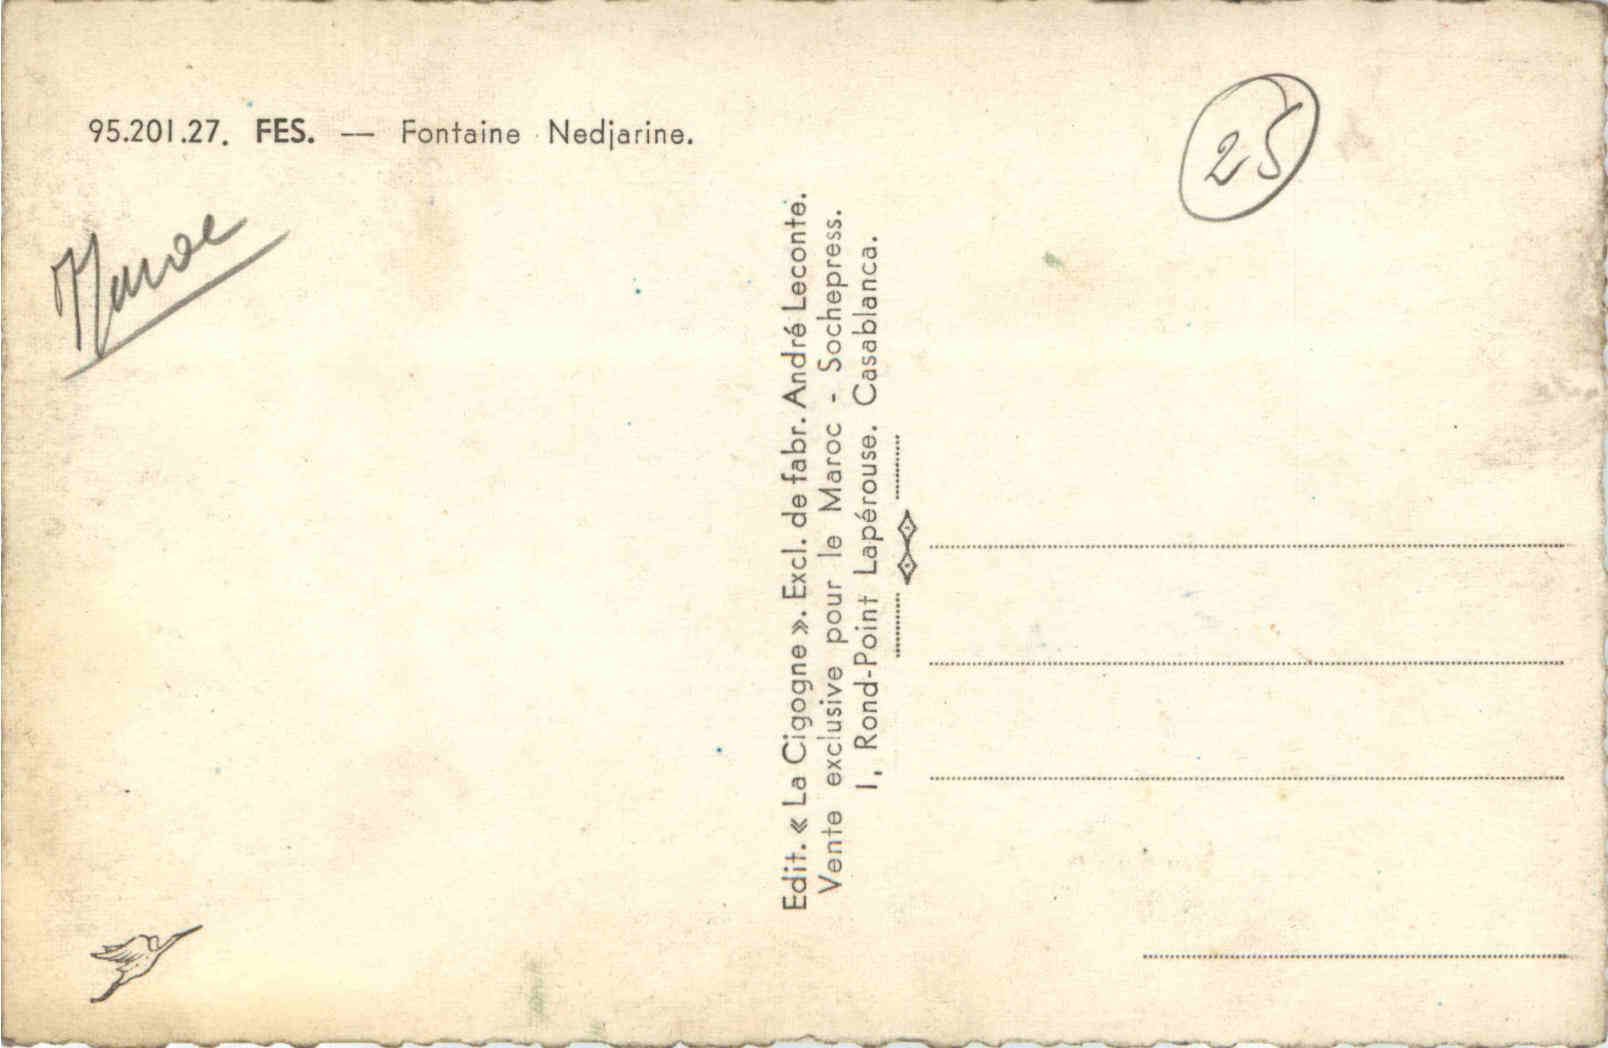 95.201.27. FES. — Fontaine Nedjarine.
Maroc
25
Edit. « La Cigogne ». Excl. de fabr. André Leconte.
Vente exclusive pour le Maroc - Sochepress.
1, Rond-Point Lapérouse. Casablanca.